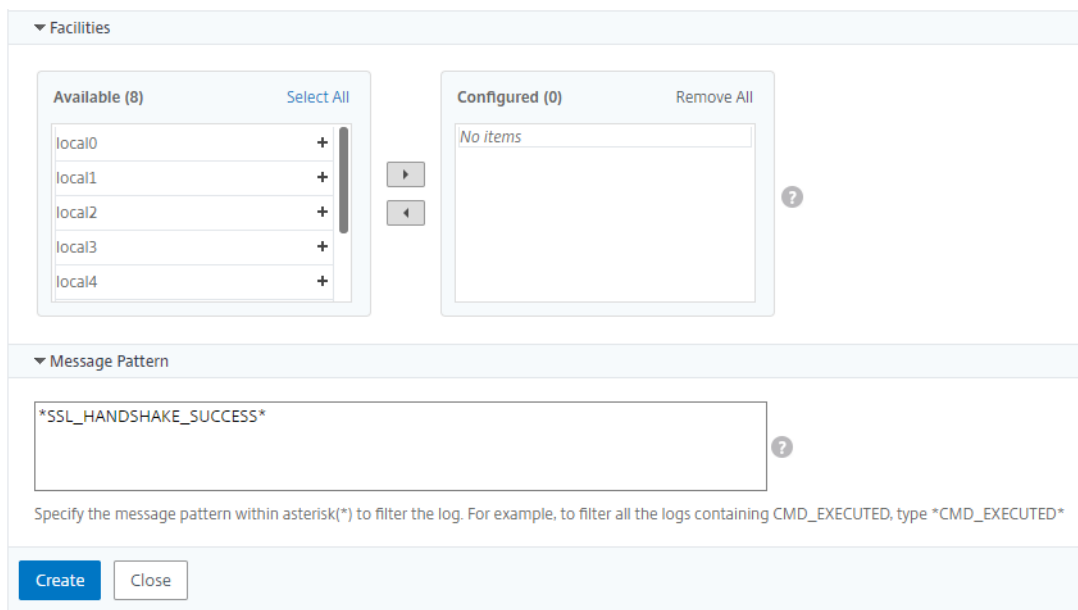 Facilities
Available (8) Select All
local0
local1
local2
local3
local4
Configured (0) Remove All
No items
?
Message Pattern
*SSL_HANDSHAKE_SUCCESS*
?
Specify the message pattern within asterisk(*) to filter the log. For example, to filter all the logs containing CMD_EXECUTED, type *CMD_EXECUTED*
Create Close